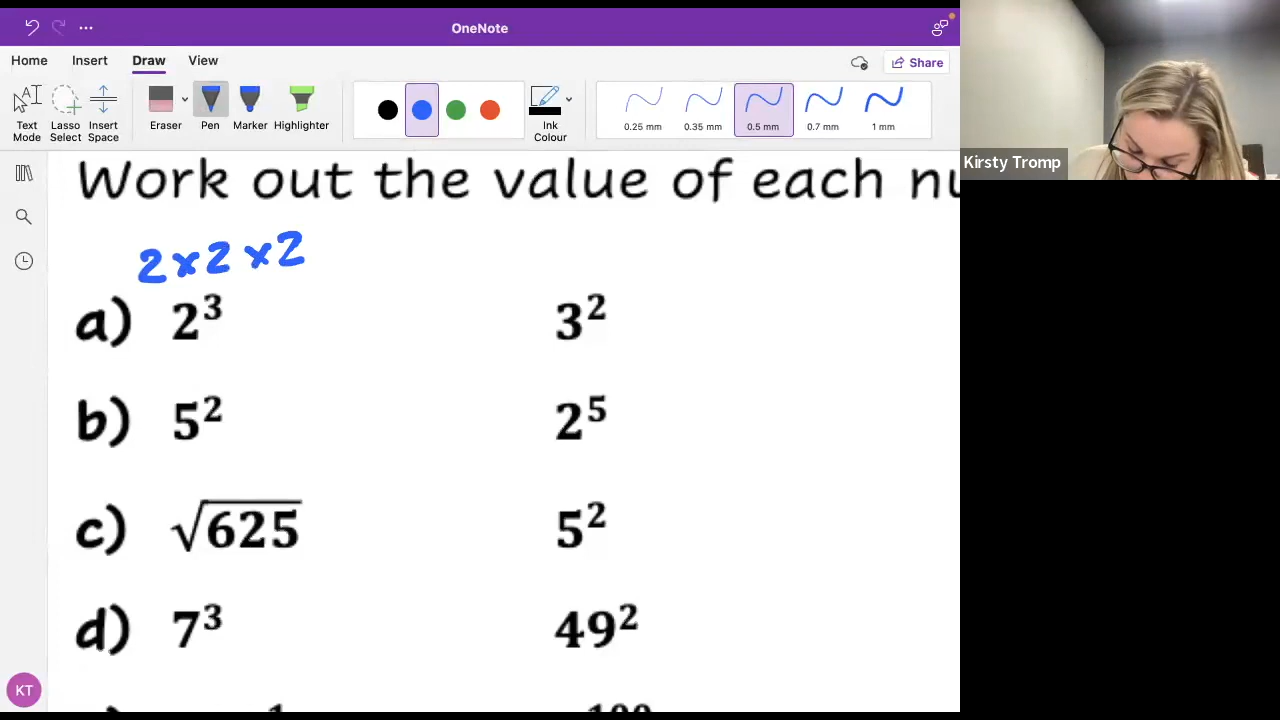 OneNote
Home Insert Draw View
Share
Text Mode
Lasso Select
Insert Space
Eraser
Pen
Marker
Highlighter
Ink Colour
0.25 mm
0.35 mm
0.5 mm
0.7 mm
1 mm
Kirsty Tromp
Work out the value of each
2 × 2 × 2
a) 2³ 3²
b) 5² 2⁵
c) √625 5²
d) 7³ 49²
KT